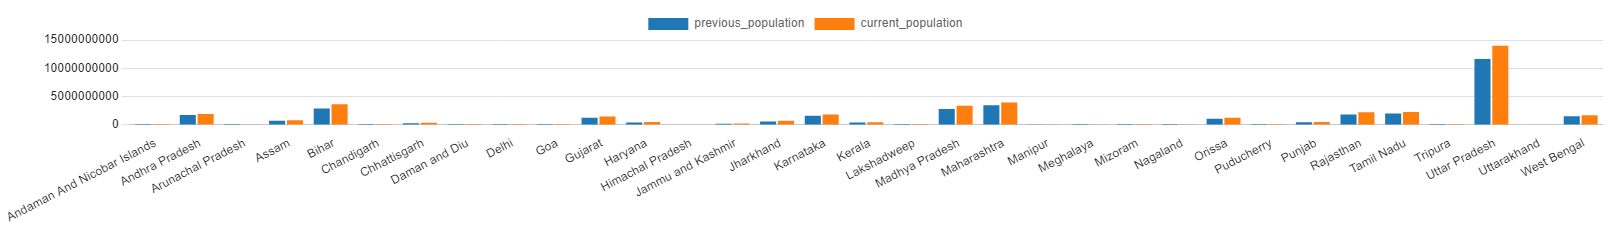 previous_population current_population
15000000000
10000000000
5000000000
0
Andaman And Nicobar Islands
Andhra Pradesh
Arunachal Pradesh
Assam
Bihar
Chandigarh
Chhattisgarh
Daman and Diu
Delhi
Goa
Gujarat
Haryana
Himachal Pradesh
Jammu and Kashmir
Jharkhand
Karnataka
Kerala
Lakshadweep
Madhya Pradesh
Maharashtra
Manipur
Meghalaya
Mizoram
Nagaland
Orissa
Puducherry
Punjab
Rajasthan
Tamil Nadu
Tripura
Uttar Pradesh
Uttarakhand
West Bengal